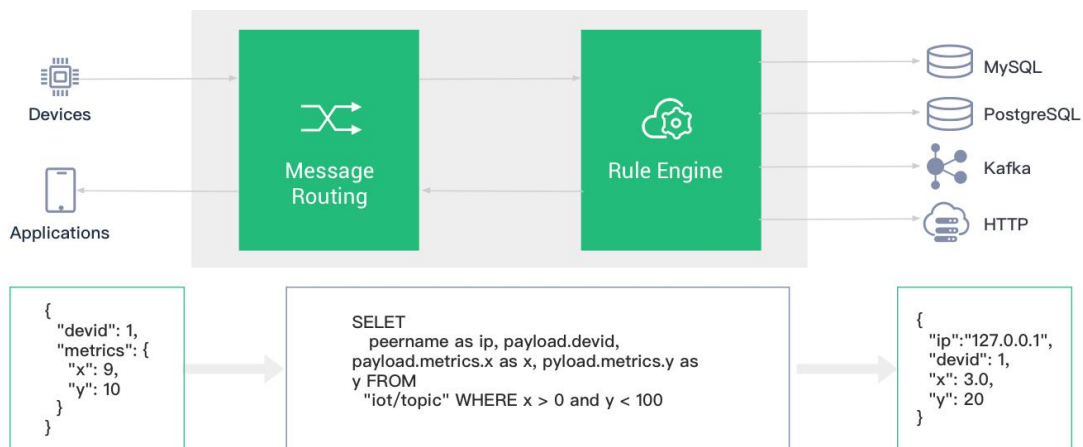 Devices
Applications
Message
Routing
Rule Engine
MySQL
PostgreSQL
Kafka
HTTP
{
"devid": 1,
"metrics": {
"x": 9,
"y": 10
}
}
SELET
peername as ip, payload.devid,
payload.metrics.x as x, pyload.metrics.y as
y FROM
"iot/topic" WHERE x > 0 and y < 100
{
"ip":"127.0.0.1",
"devid": 1,
"x": 3.0,
"y": 20
}